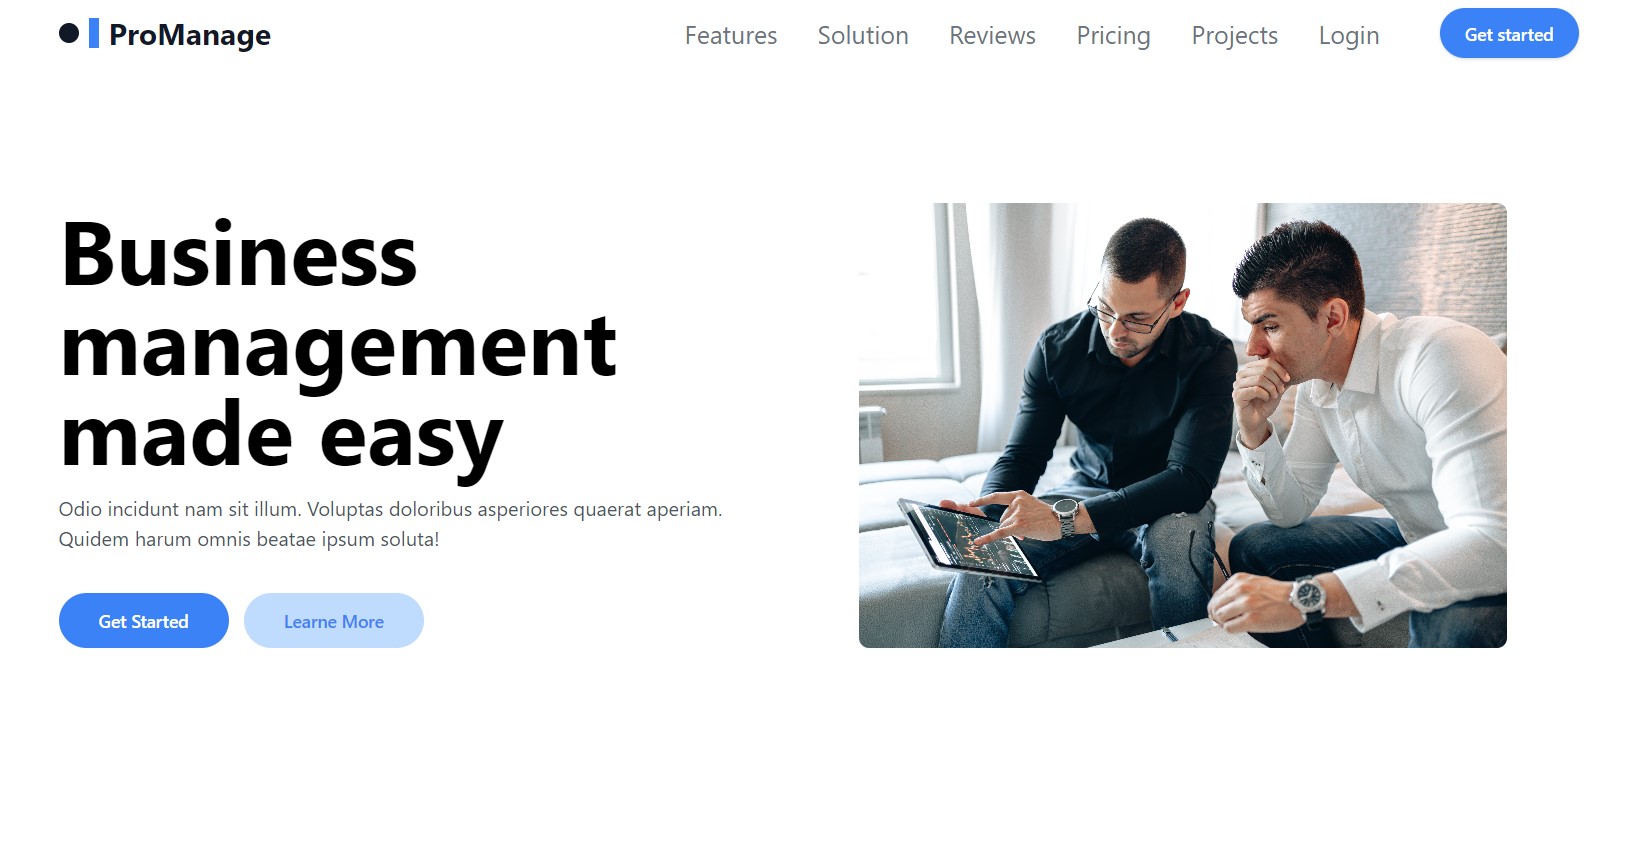 ProManage
Features Solution Reviews Pricing Projects Login Get started
Business
management
made easy
Odio incidunt nam sit illum. Voluptas doloribus asperiores quaerat aperiam.
Quidem harum omnis beatae ipsum soluta!
Get Started Learne More